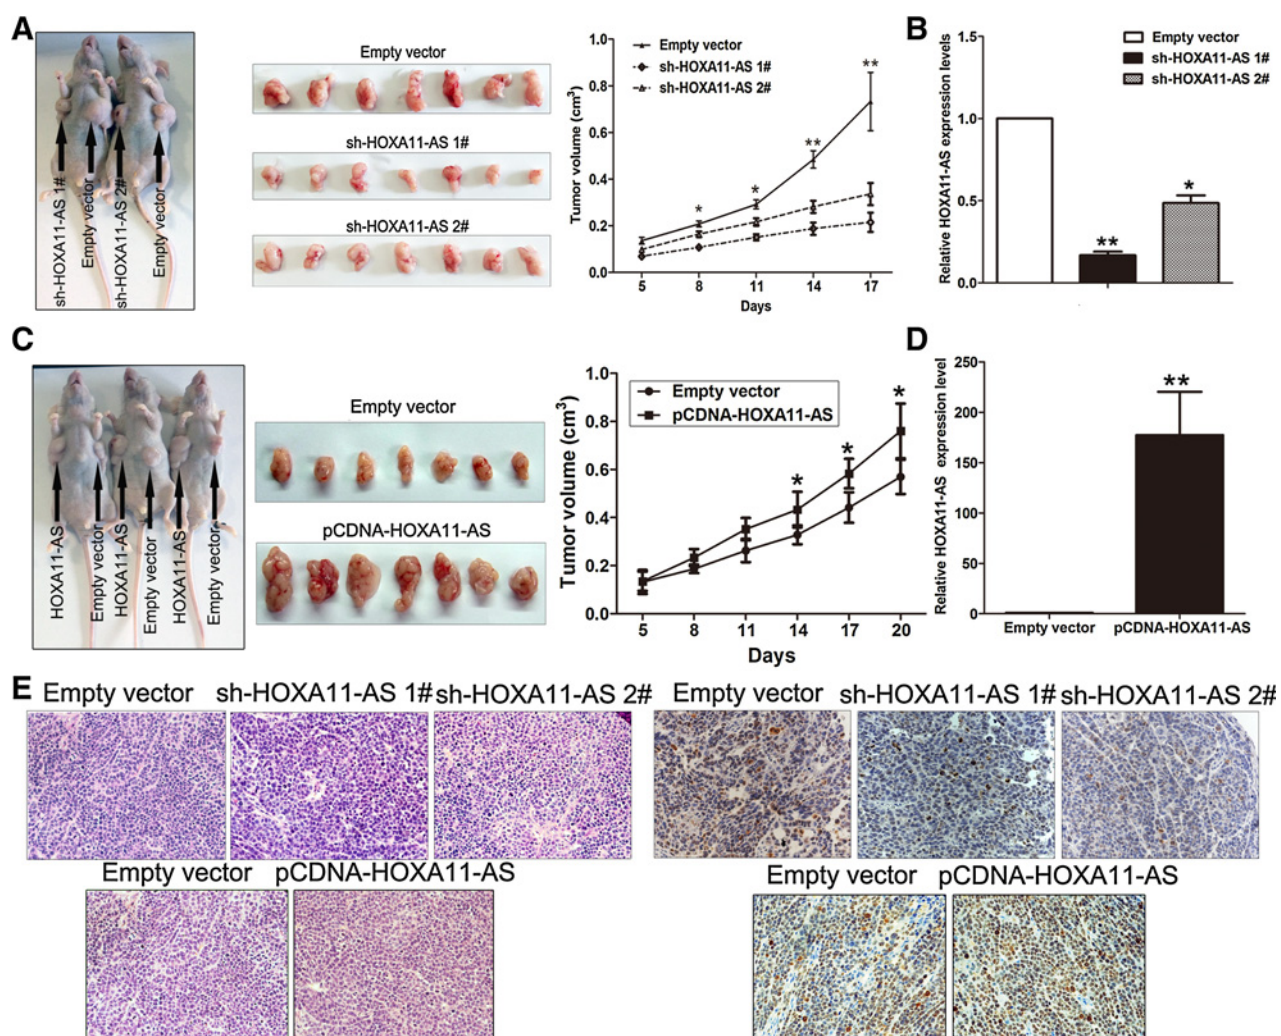 A
sh-HOXA11-AS 1#
Empty vector
sh-HOXA11-AS 2#
Empty vector
Empty vector
sh-HOXA11-AS 1#
sh-HOXA11-AS 2#
Tumor volume (cm³)
1.0
0.8
0.6
0.4
0.2
0.0
Empty vector
sh-HOXA11-AS 1#
sh-HOXA11-AS 2#
*
*
**
**
5 8 11 14 17
Days
B
Relative HOXA11-AS expression levels
1.5
1.0
0.5
0.0
Empty vector
sh-HOXA11-AS 1#
sh-HOXA11-AS 2#
**
*
C
HOXA11-AS
Empty vector
HOXA11-AS
Empty vector
HOXA11-AS
Empty vector
Empty vector
pCDNA-HOXA11-AS
Tumor volume (cm³)
1.0
0.8
0.6
0.4
0.2
0.0
Empty vector
pCDNA-HOXA11-AS
*
*
*
5 8 11 14 17 20
Days
D
Relative HOXA11-AS expression level
250
200
150
100
50
0
**
Empty vector pCDNA-HOXA11-AS
E
Empty vector sh-HOXA11-AS 1# sh-HOXA11-AS 2#
Empty vector sh-HOXA11-AS 1# sh-HOXA11-AS 2#
Empty vector pCDNA-HOXA11-AS
Empty vector pCDNA-HOXA11-AS